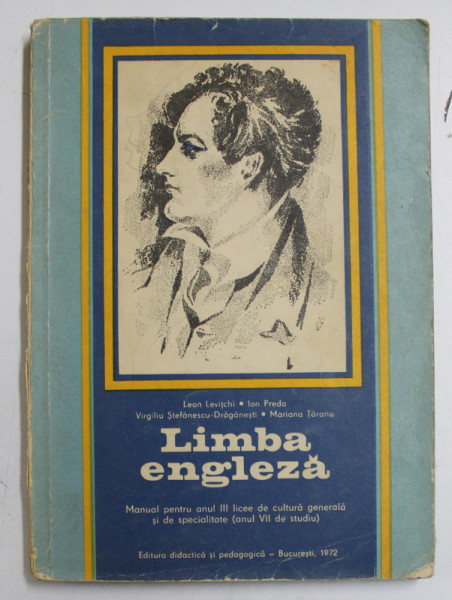 Leon Levițchi • Ion Preda
Virgiliu Ștefănescu-Drăgănești • Mariana Țăranu
Limba
engleză
Manual pentru anul III licee de cultură generală
și de specialitate (anul VII de studiu)
Editura didactică și pedagogică – București, 1972